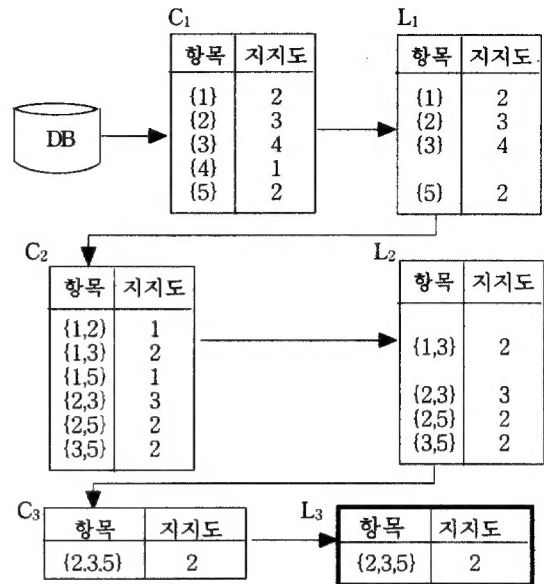 C1
항목 지지도
{1} 2
{2} 3
{3} 4
{4} 1
{5} 2
L1
항목 지지도
{1} 2
{2} 3
{3} 4
{5} 2
DB
C2
항목 지지도
{1,2} 1
{1,3} 2
{1,5} 1
{2,3} 3
{2,5} 2
{3,5} 2
L2
항목 지지도
{1,3} 2
{2,3} 3
{2,5} 2
{3,5} 2
C3
항목 지지도
{2.3.5} 2
L3
항목 지지도
{2,3,5} 2